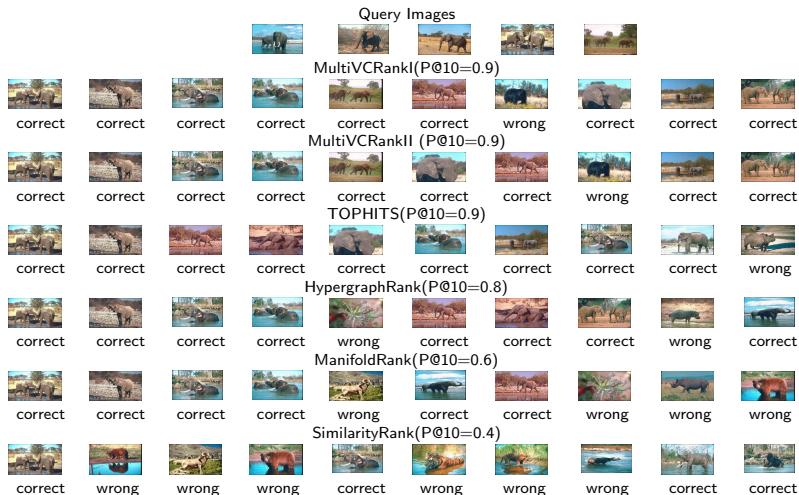 Query Images
MultiVCRankI(P@10=0.9)
correct correct correct correct correct correct wrong correct correct correct
MultiVCRankII (P@10=0.9)
correct correct correct correct correct correct correct wrong correct correct
TOPHITS(P@10=0.9)
correct correct correct correct correct correct correct correct correct wrong
HypergraphRank(P@10=0.8)
correct correct correct correct wrong correct correct correct wrong correct
ManifoldRank(P@10=0.6)
correct correct correct correct wrong correct correct wrong wrong wrong
SimilarityRank(P@10=0.4)
correct wrong wrong wrong correct wrong wrong wrong correct correct